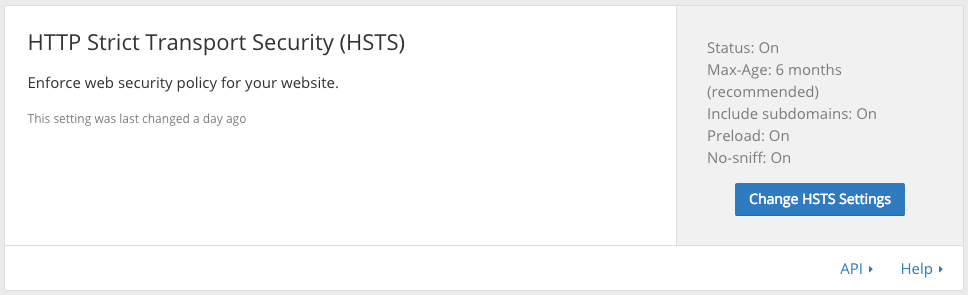 HTTP Strict Transport Security (HSTS)
Enforce web security policy for your website.
This setting was last changed a day ago
Status: On
Max-Age: 6 months
(recommended)
Include subdomains: On
Preload: On
No-sniff: On
Change HSTS Settings
API
Help